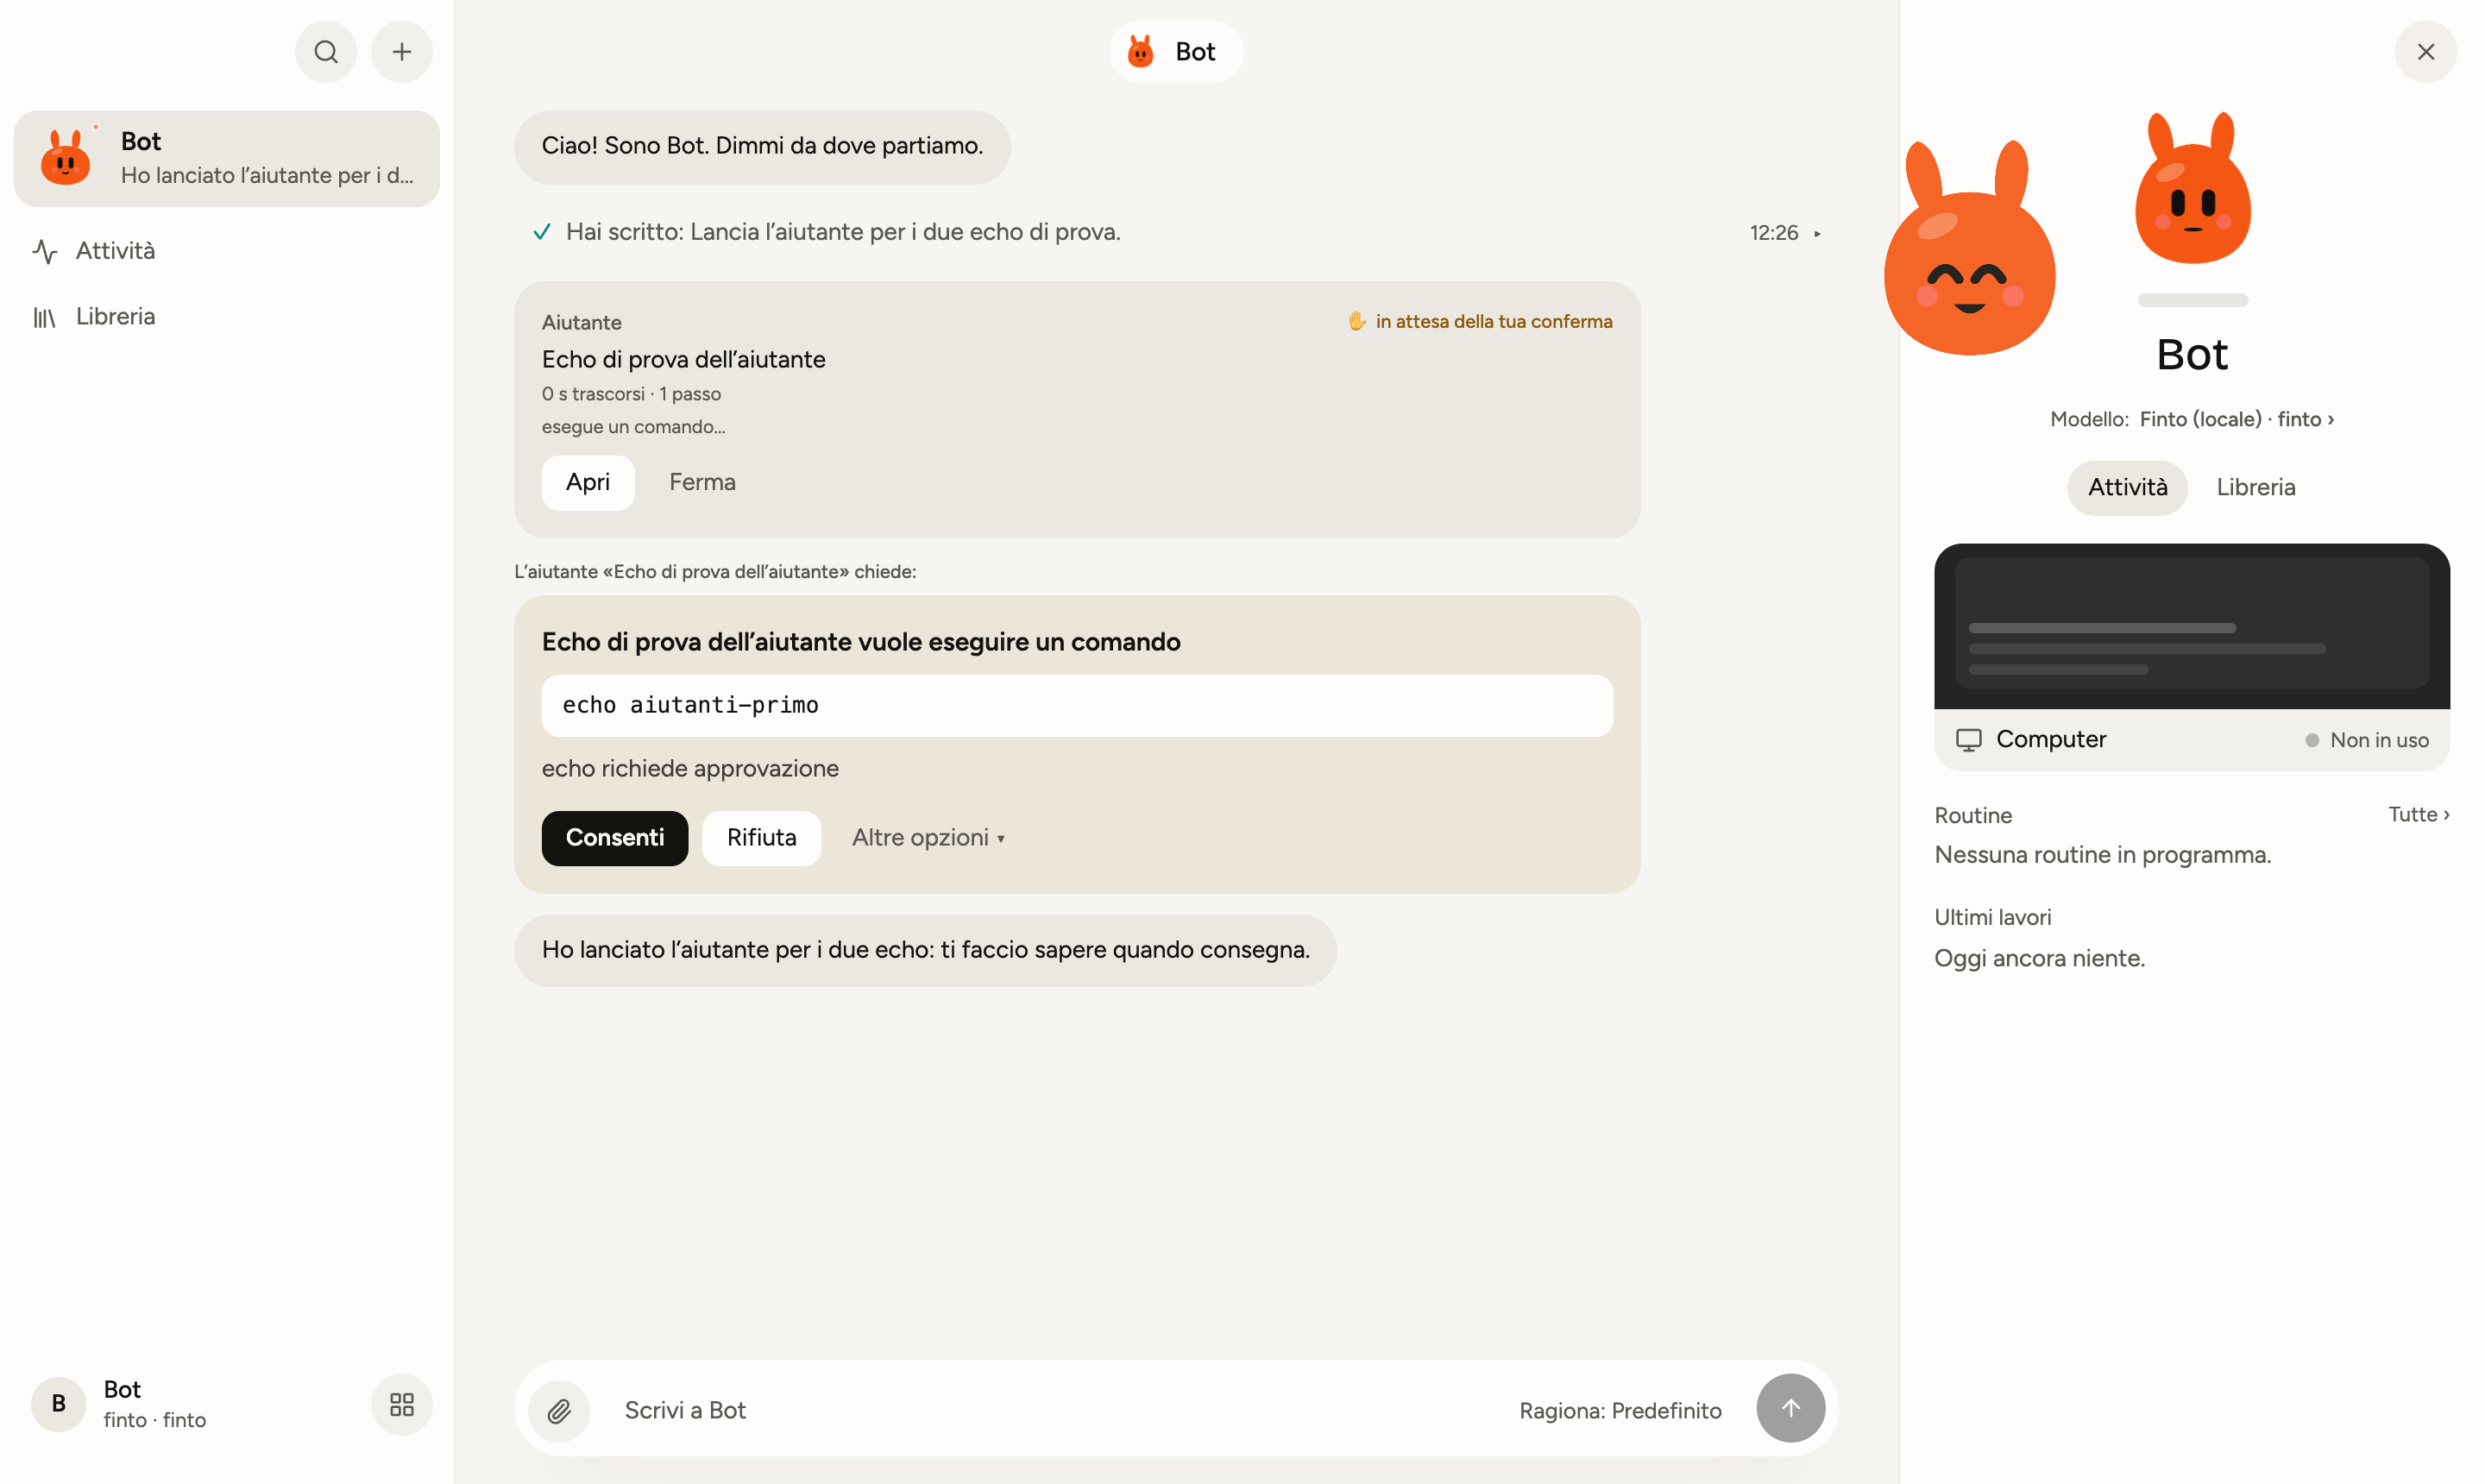 Bot
Ho lanciato l’aiutante per i d...
Attività
Libreria
B
Bot
finto · finto
Bot
Ciao! Sono Bot. Dimmi da dove partiamo.
Hai scritto: Lancia l’aiutante per i due echo di prova.
12:26
Aiutante
in attesa della tua conferma
Echo di prova dell’aiutante
0 s trascorsi · 1 passo
esegue un comando...
Apri
Ferma
L’aiutante «Echo di prova dell’aiutante» chiede:
Echo di prova dell’aiutante vuole eseguire un comando
echo aiutanti-primo
echo richiede approvazione
Consenti
Rifiuta
Altre opzioni
Ho lanciato l’aiutante per i due echo: ti faccio sapere quando consegna.
Scrivi a Bot
Ragiona: Predefinito
Bot
Modello: Finto (locale) · finto ›
Attività
Libreria
Computer
Non in uso
Routine
Tutte ›
Nessuna routine in programma.
Ultimi lavori
Oggi ancora niente.